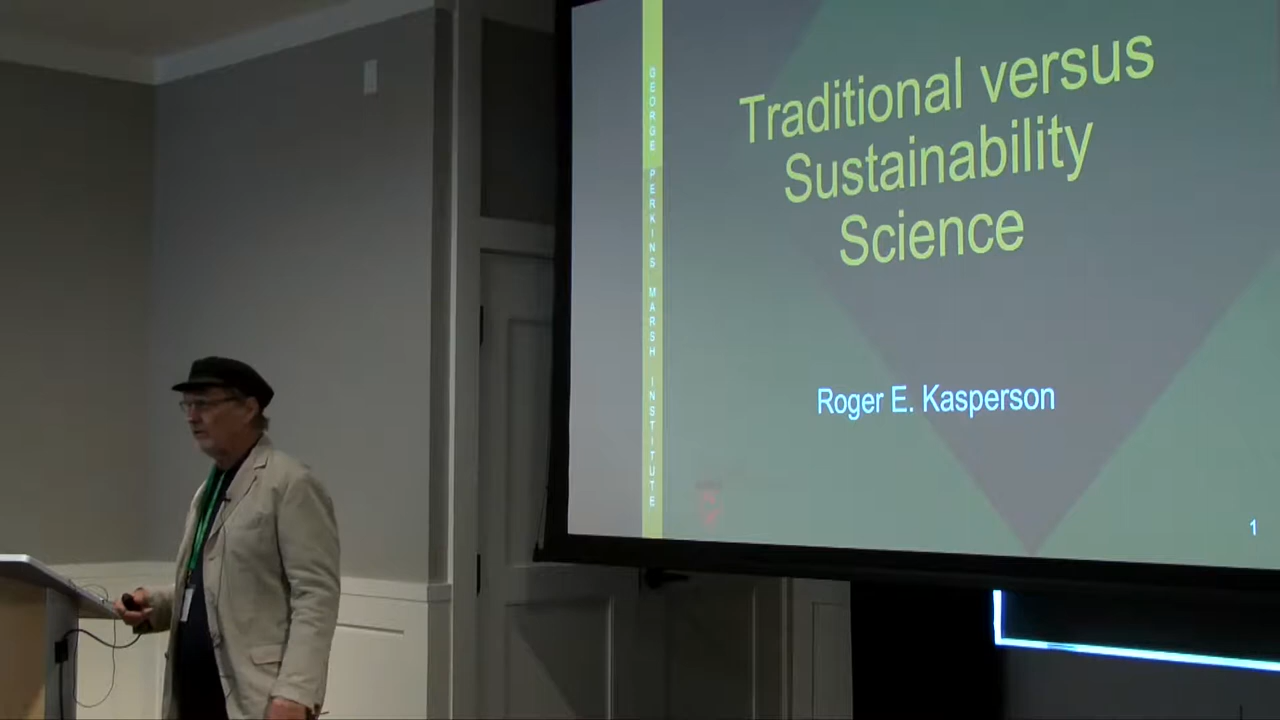 GEORGE PERKINS MARSH INSTITUTE
Traditional versus
Sustainability
Science
Roger E. Kasperson
1